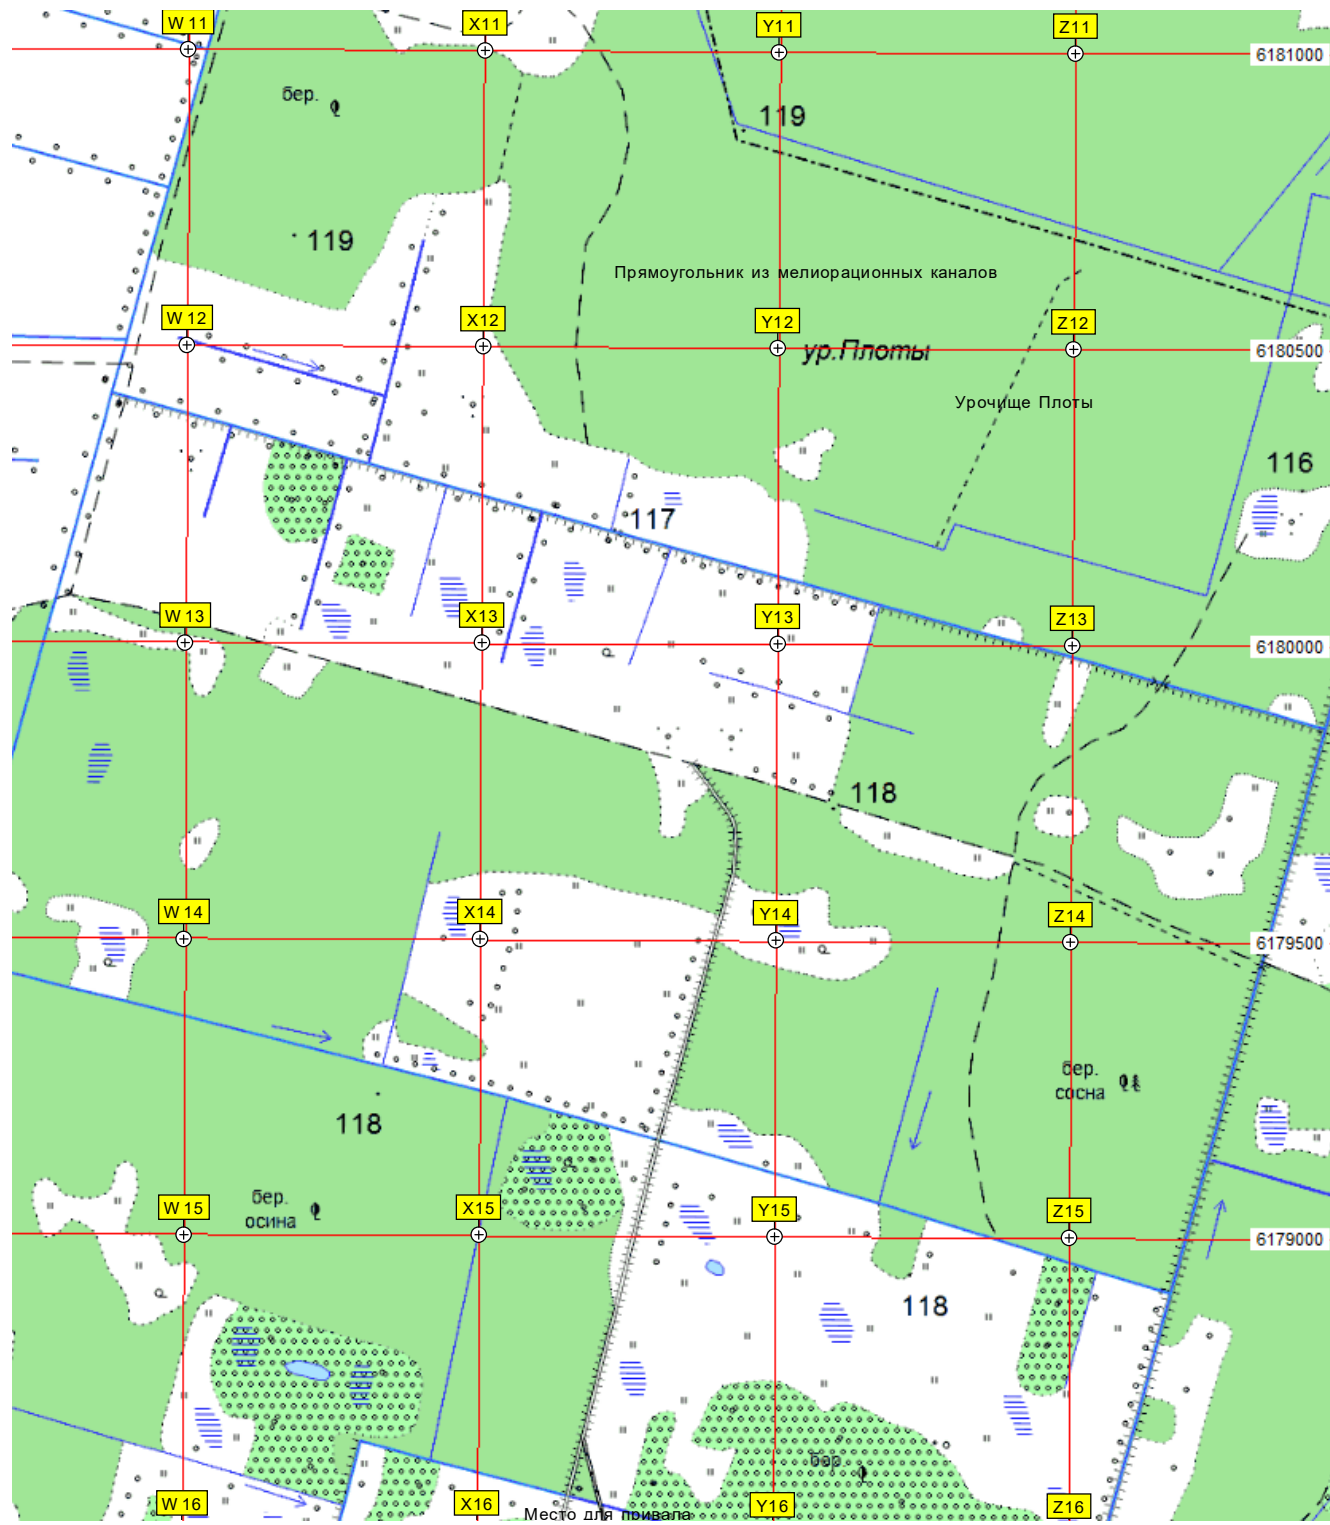 W 11
X11
Y11
Z11
6181000
бер.
119
119
Прямоугольник из мелиорационных каналов
W 12
X12
Y12
Z12
ур.Плоты
6180500
Урочище Плоты
116
117
W 13
X13
Y13
Z13
6180000
118
W 14
X14
Y14
Z14
6179500
бер.
сосна
118
бер.
осина
W 15
X15
Y15
Z15
6179000
118
бер.
W 16
X16
Y16
Z16
Место для привала